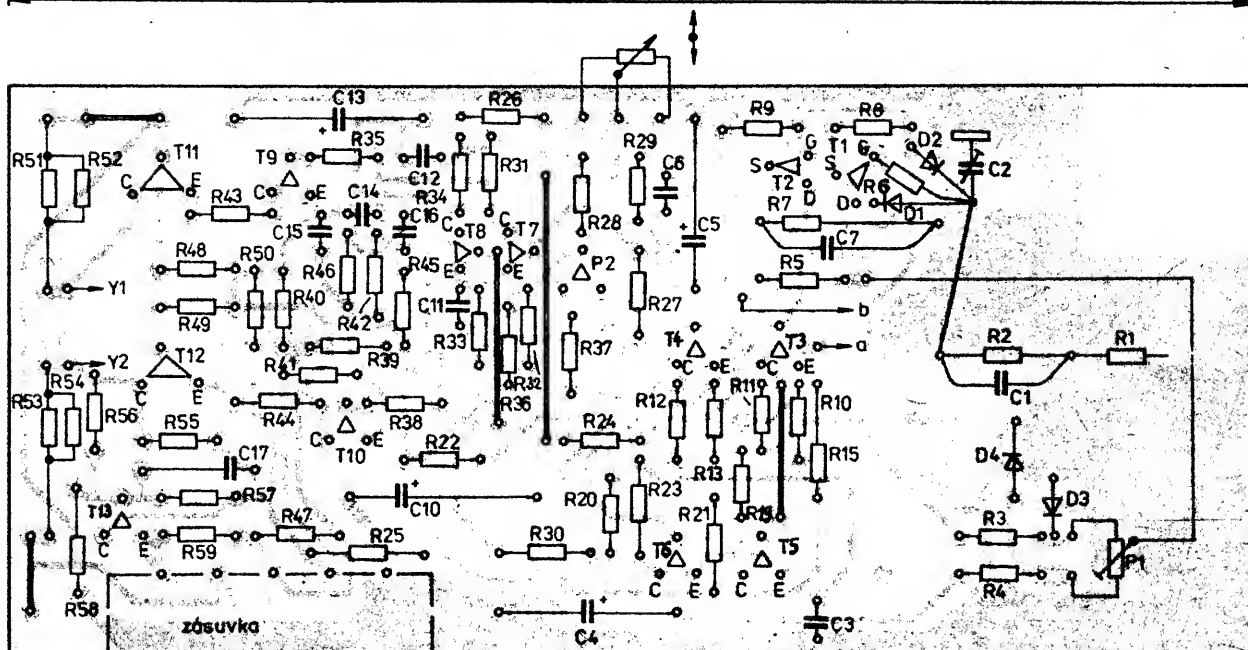 C13
R26
R9
R8
R51
R52
T11
T9
R35
C12
R34
R31
R29
C6
G
T1
G
D2
C2
C
E
R43
C
E
C14
C16
R28
C5
S
T2
D
S
R6
D
D1
R7
C7
C15
C
T8
C
T7
R48
R50
R46
R45
E
E
P2
R27
R5
Y1
R40
R42
C11
R33
b
R49
R39
R37
T4
T3
a
R2
R1
Y2
T12
R41
R32
R36
C
E
C
E
C1
R54
R53
R56
C
E
R44
R38
R12
R11
R10
R55
C
E
T10
R24
C17
R22
R13
R15
D4
R57
C10
R20
R23
R21
D3
T13
C
E
R59
R47
R25
R30
T6
T5
R3
P1
C
E
C
E
R4
R58
zásuvka
C4
C3